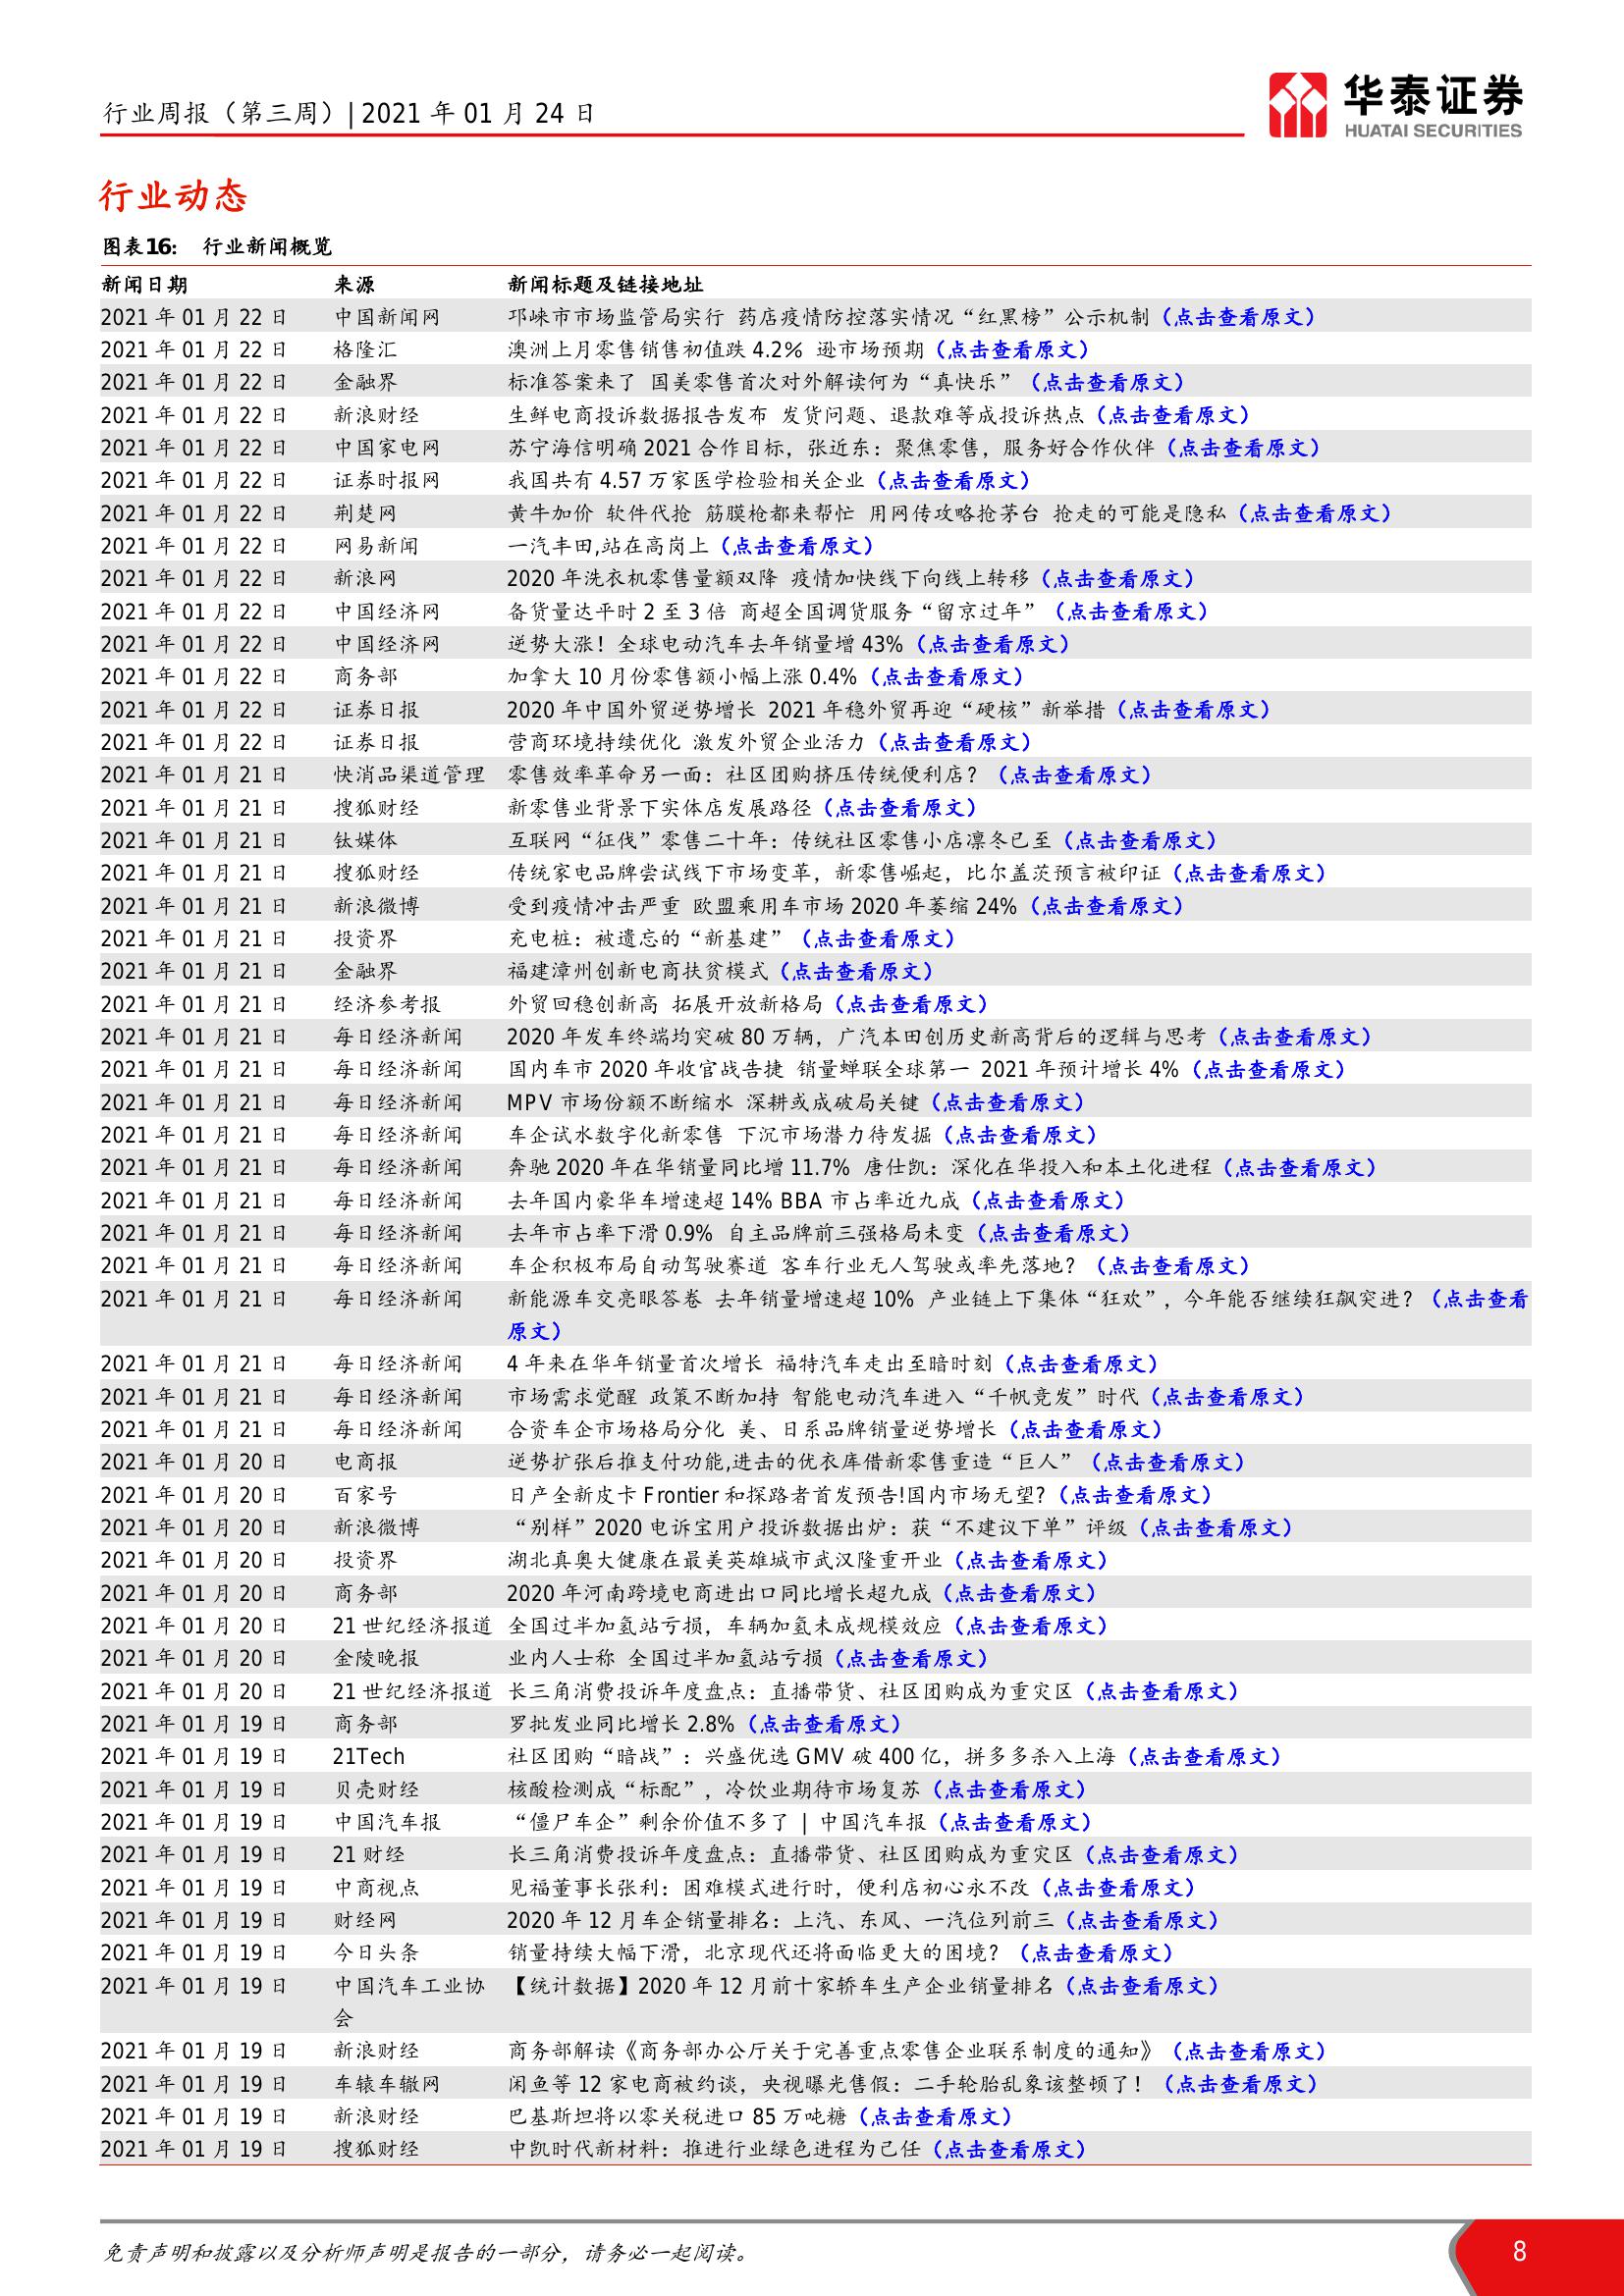 行业周报（第三周）| 2021 年 01 月 24 日
华泰证券
HUATAI SECURITIES
行业动态
图表16： 行业新闻概览
新闻日期 来源 新闻标题及链接地址
2021 年 01 月 22 日 中国新闻网 邛崃市市场监管局实行 药店疫情防控落实情况“红黑榜”公示机制（点击查看原文）
2021 年 01 月 22 日 格隆汇 澳洲上月零售销售初值跌 4.2% 逊市场预期（点击查看原文）
2021 年 01 月 22 日 金融界 标准答案来了 国美零售首次对外解读何为“真快乐”（点击查看原文）
2021 年 01 月 22 日 新浪财经 生鲜电商投诉数据报告发布 发货问题、退款难等成投诉热点（点击查看原文）
2021 年 01 月 22 日 中国家电网 苏宁海信明确 2021 合作目标，张近东：聚焦零售，服务好合作伙伴（点击查看原文）
2021 年 01 月 22 日 证券时报网 我国共有 4.57 万家医学检验相关企业（点击查看原文）
2021 年 01 月 22 日 荆楚网 黄牛加价 软件代抢 筋膜枪都来帮忙 用网传攻略抢茅台 抢走的可能是隐私（点击查看原文）
2021 年 01 月 22 日 网易新闻 一汽丰田,站在高岗上（点击查看原文）
2021 年 01 月 22 日 新浪网 2020 年洗衣机零售量额双降 疫情加快线下向线上转移（点击查看原文）
2021 年 01 月 22 日 中国经济网 备货量达平时 2 至 3 倍 商超全国调货服务“留京过年”（点击查看原文）
2021 年 01 月 22 日 中国经济网 逆势大涨！全球电动汽车去年销量增 43%（点击查看原文）
2021 年 01 月 22 日 商务部 加拿大 10 月份零售额小幅上涨 0.4%（点击查看原文）
2021 年 01 月 22 日 证券日报 2020 年中国外贸逆势增长 2021 年稳外贸再迎“硬核”新举措（点击查看原文）
2021 年 01 月 22 日 证券日报 营商环境持续优化 激发外贸企业活力（点击查看原文）
2021 年 01 月 21 日 快消品渠道管理 零售效率革命另一面：社区团购挤压传统便利店？（点击查看原文）
2021 年 01 月 21 日 搜狐财经 新零售业背景下实体店发展路径（点击查看原文）
2021 年 01 月 21 日 钛媒体 互联网“征伐”零售二十年：传统社区零售小店凛冬已至（点击查看原文）
2021 年 01 月 21 日 搜狐财经 传统家电品牌尝试线下市场变革，新零售崛起，比尔盖茨预言被印证（点击查看原文）
2021 年 01 月 21 日 新浪微博 受到疫情冲击严重 欧盟乘用车市场 2020 年萎缩 24%（点击查看原文）
2021 年 01 月 21 日 投资界 充电桩：被遗忘的“新基建”（点击查看原文）
2021 年 01 月 21 日 金融界 福建漳州创新电商扶贫模式（点击查看原文）
2021 年 01 月 21 日 经济参考报 外贸回稳创新高 拓展开放新格局（点击查看原文）
2021 年 01 月 21 日 每日经济新闻 2020 年发车终端均突破 80 万辆，广汽本田创历史新高背后的逻辑与思考（点击查看原文）
2021 年 01 月 21 日 每日经济新闻 国内车市 2020 年收官战告捷 销量蝉联全球第一 2021 年预计增长 4%（点击查看原文）
2021 年 01 月 21 日 每日经济新闻 MPV 市场份额不断缩水 深耕或成破局关键（点击查看原文）
2021 年 01 月 21 日 每日经济新闻 车企试水数字化新零售 下沉市场潜力待发掘（点击查看原文）
2021 年 01 月 21 日 每日经济新闻 奔驰 2020 年在华销量同比增 11.7% 唐仕凯：深化在华投入和本土化进程（点击查看原文）
2021 年 01 月 21 日 每日经济新闻 去年国内豪华车增速超 14% BBA 市占率近九成（点击查看原文）
2021 年 01 月 21 日 每日经济新闻 去年市占率下滑 0.9% 自主品牌前三强格局未变（点击查看原文）
2021 年 01 月 21 日 每日经济新闻 车企积极布局自动驾驶赛道 客车行业无人驾驶或率先落地？（点击查看原文）
2021 年 01 月 21 日 每日经济新闻 新能源车交亮眼答卷 去年销量增速超 10% 产业链上下集体“狂欢”，今年能否继续狂飙突进？（点击查看
原文）
2021 年 01 月 21 日 每日经济新闻 4 年来在华年销量首次增长 福特汽车走出至暗时刻（点击查看原文）
2021 年 01 月 21 日 每日经济新闻 市场需求觉醒 政策不断加持 智能电动汽车进入“千帆竞发”时代（点击查看原文）
2021 年 01 月 21 日 每日经济新闻 合资车企市场格局分化 美、日系品牌销量逆势增长（点击查看原文）
2021 年 01 月 20 日 电商报 逆势扩张后推支付功能,进击的优衣库借新零售重造“巨人”（点击查看原文）
2021 年 01 月 20 日 百家号 日产全新皮卡 Frontier 和探路者首发预告!国内市场无望?（点击查看原文）
2021 年 01 月 20 日 新浪微博 “别样”2020 电诉宝用户投诉数据出炉：获“不建议下单”评级（点击查看原文）
2021 年 01 月 20 日 投资界 湖北真奥大健康在最美英雄城市武汉隆重开业（点击查看原文）
2021 年 01 月 20 日 商务部 2020 年河南跨境电商进出口同比增长超九成（点击查看原文）
2021 年 01 月 20 日 21 世纪经济报道 全国过半加氢站亏损，车辆加氢未成规模效应（点击查看原文）
2021 年 01 月 20 日 金陵晚报 业内人士称 全国过半加氢站亏损（点击查看原文）
2021 年 01 月 20 日 21 世纪经济报道 长三角消费投诉年度盘点：直播带货、社区团购成为重灾区（点击查看原文）
2021 年 01 月 19 日 商务部 罗批发业同比增长 2.8%（点击查看原文）
2021 年 01 月 19 日 21Tech 社区团购“暗战”：兴盛优选 GMV 破 400 亿，拼多多杀入上海（点击查看原文）
2021 年 01 月 19 日 贝壳财经 核酸检测成“标配”，冷饮业期待市场复苏（点击查看原文）
2021 年 01 月 19 日 中国汽车报 “僵尸车企”剩余价值不多了 | 中国汽车报（点击查看原文）
2021 年 01 月 19 日 21 财经 长三角消费投诉年度盘点：直播带货、社区团购成为重灾区（点击查看原文）
2021 年 01 月 19 日 中商视点 见福董事长张利：困难模式进行时，便利店初心永不改（点击查看原文）
2021 年 01 月 19 日 财经网 2020 年 12 月车企销量排名：上汽、东风、一汽位列前三（点击查看原文）
2021 年 01 月 19 日 今日头条 销量持续大幅下滑，北京现代还将面临更大的困境？（点击查看原文）
2021 年 01 月 19 日 中国汽车工业协 【统计数据】2020 年 12 月前十家轿车生产企业销量排名（点击查看原文）
会
2021 年 01 月 19 日 新浪财经 商务部解读《商务部办公厅关于完善重点零售企业联系制度的通知》（点击查看原文）
2021 年 01 月 19 日 车辕车辙网 闲鱼等 12 家电商被约谈，央视曝光售假：二手轮胎乱象该整顿了！（点击查看原文）
2021 年 01 月 19 日 新浪财经 巴基斯坦将以零关税进口 85 万吨糖（点击查看原文）
2021 年 01 月 19 日 搜狐财经 中凯时代新材料：推进行业绿色进程为己任（点击查看原文）
免责声明和披露以及分析师声明是报告的一部分，请务必一起阅读。
8